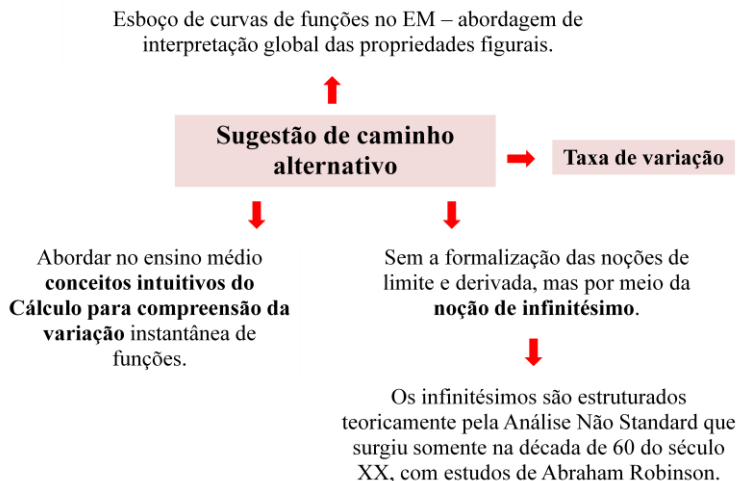 Esboço de curvas de funções no EM – abordagem de
interpretação global das propriedades figurais.
Sugestão de caminho
alternativo
Taxa de variação
Abordar no ensino médio
conceitos intuitivos do
Cálculo para compreensão da
variação instantânea de
funções.
Sem a formalização das noções de
limite e derivada, mas por meio da
noção de infinitésimo.
Os infinitésimos são estruturados
teoricamente pela Análise Não Standard que
surgiu somente na década de 60 do século
XX, com estudos de Abraham Robinson.